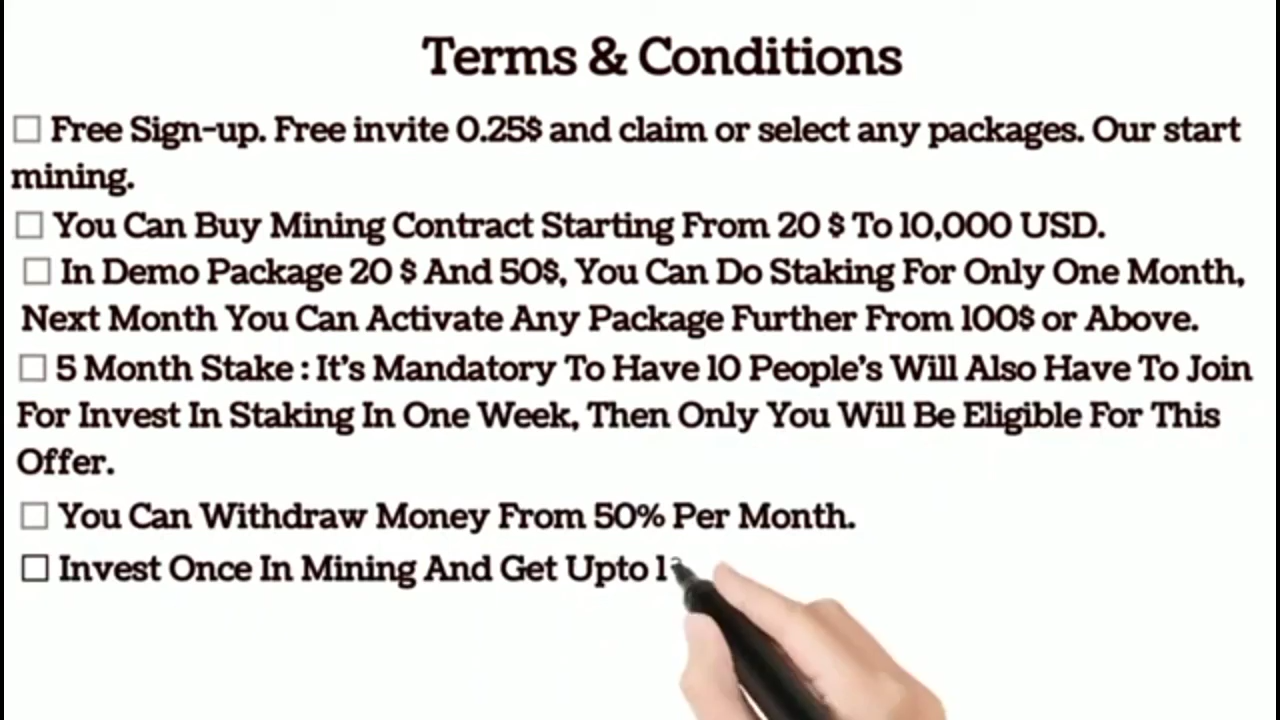 Terms & Conditions
☐ Free Sign-up. Free invite 0.25$ and claim or select any packages. Our start
mining.
☐ You Can Buy Mining Contract Starting From 20 $ To 10,000 USD.
☐ In Demo Package 20 $ And 50$, You Can Do Staking For Only One Month,
Next Month You Can Activate Any Package Further From 100$ or Above.
☐ 5 Month Stake : It's Mandatory To Have 10 People's Will Also Have To Join
For Invest In Staking In One Week, Then Only You Will Be Eligible For This
Offer.
☐ You Can Withdraw Money From 50% Per Month.
☐ Invest Once In Mining And Get Upto